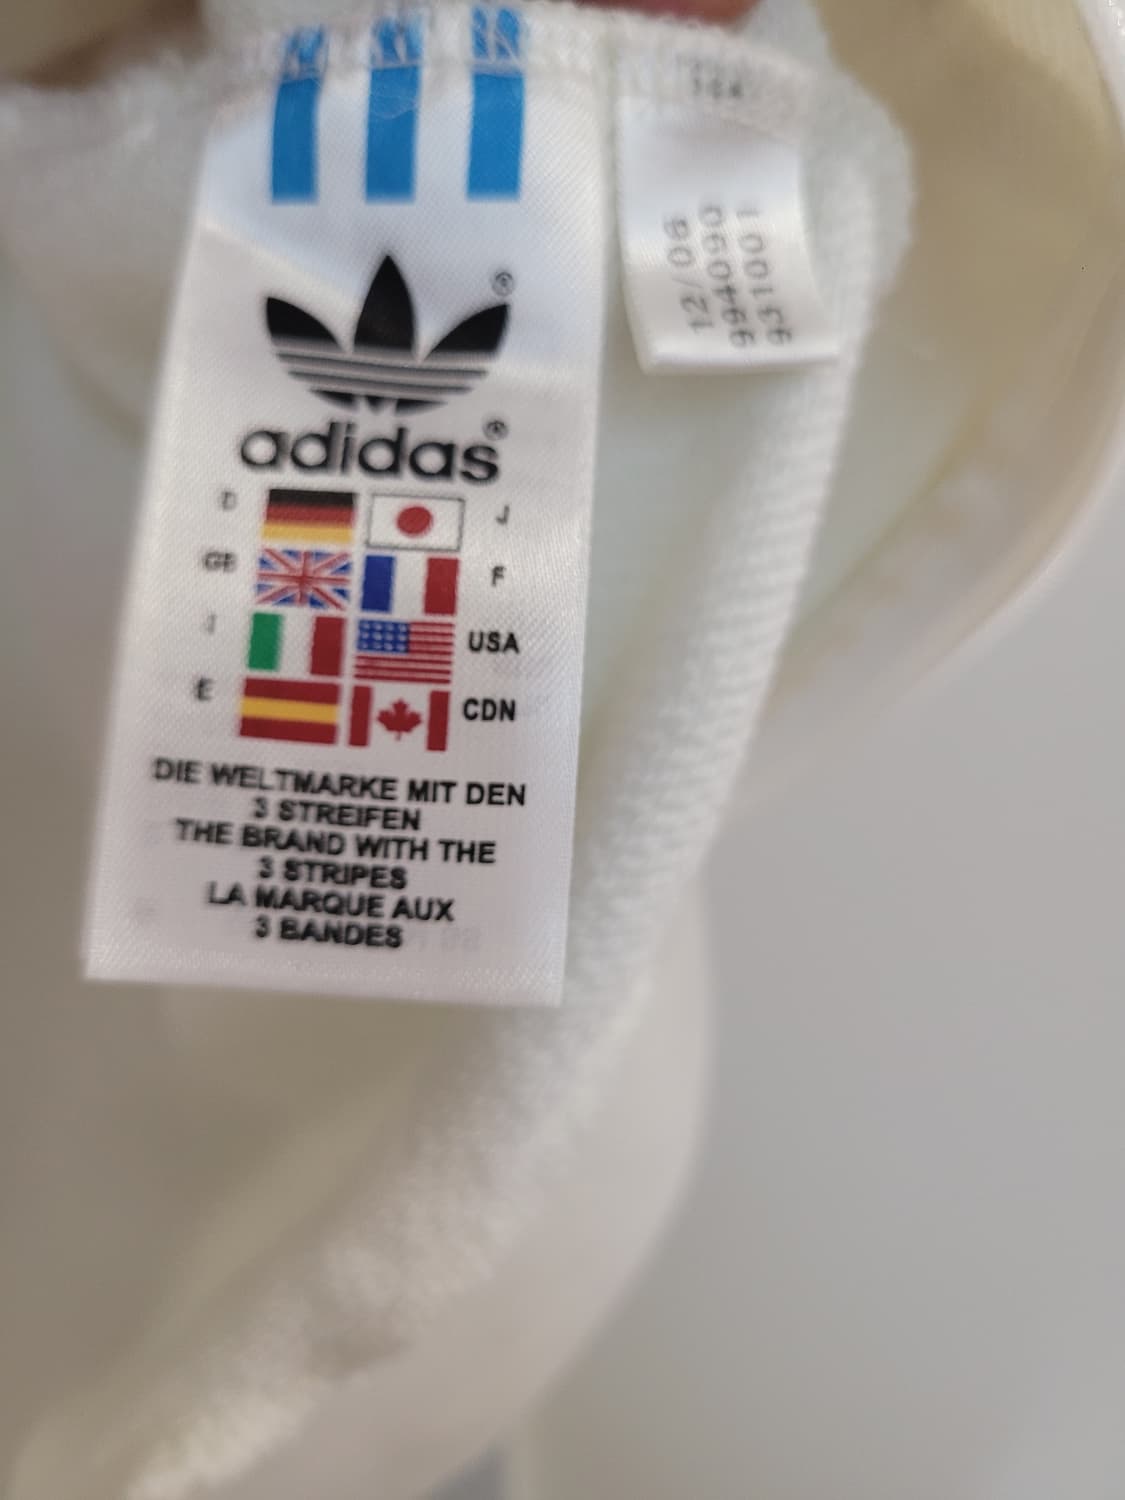 ®
adidas®
D J
GB F
I USA
E CDN
DIE WELTMARKE MIT DEN
3 STREIFEN
THE BRAND WITH THE
3 STRIPES
LA MARQUE AUX
3 BANDES
12/06
994090
931001